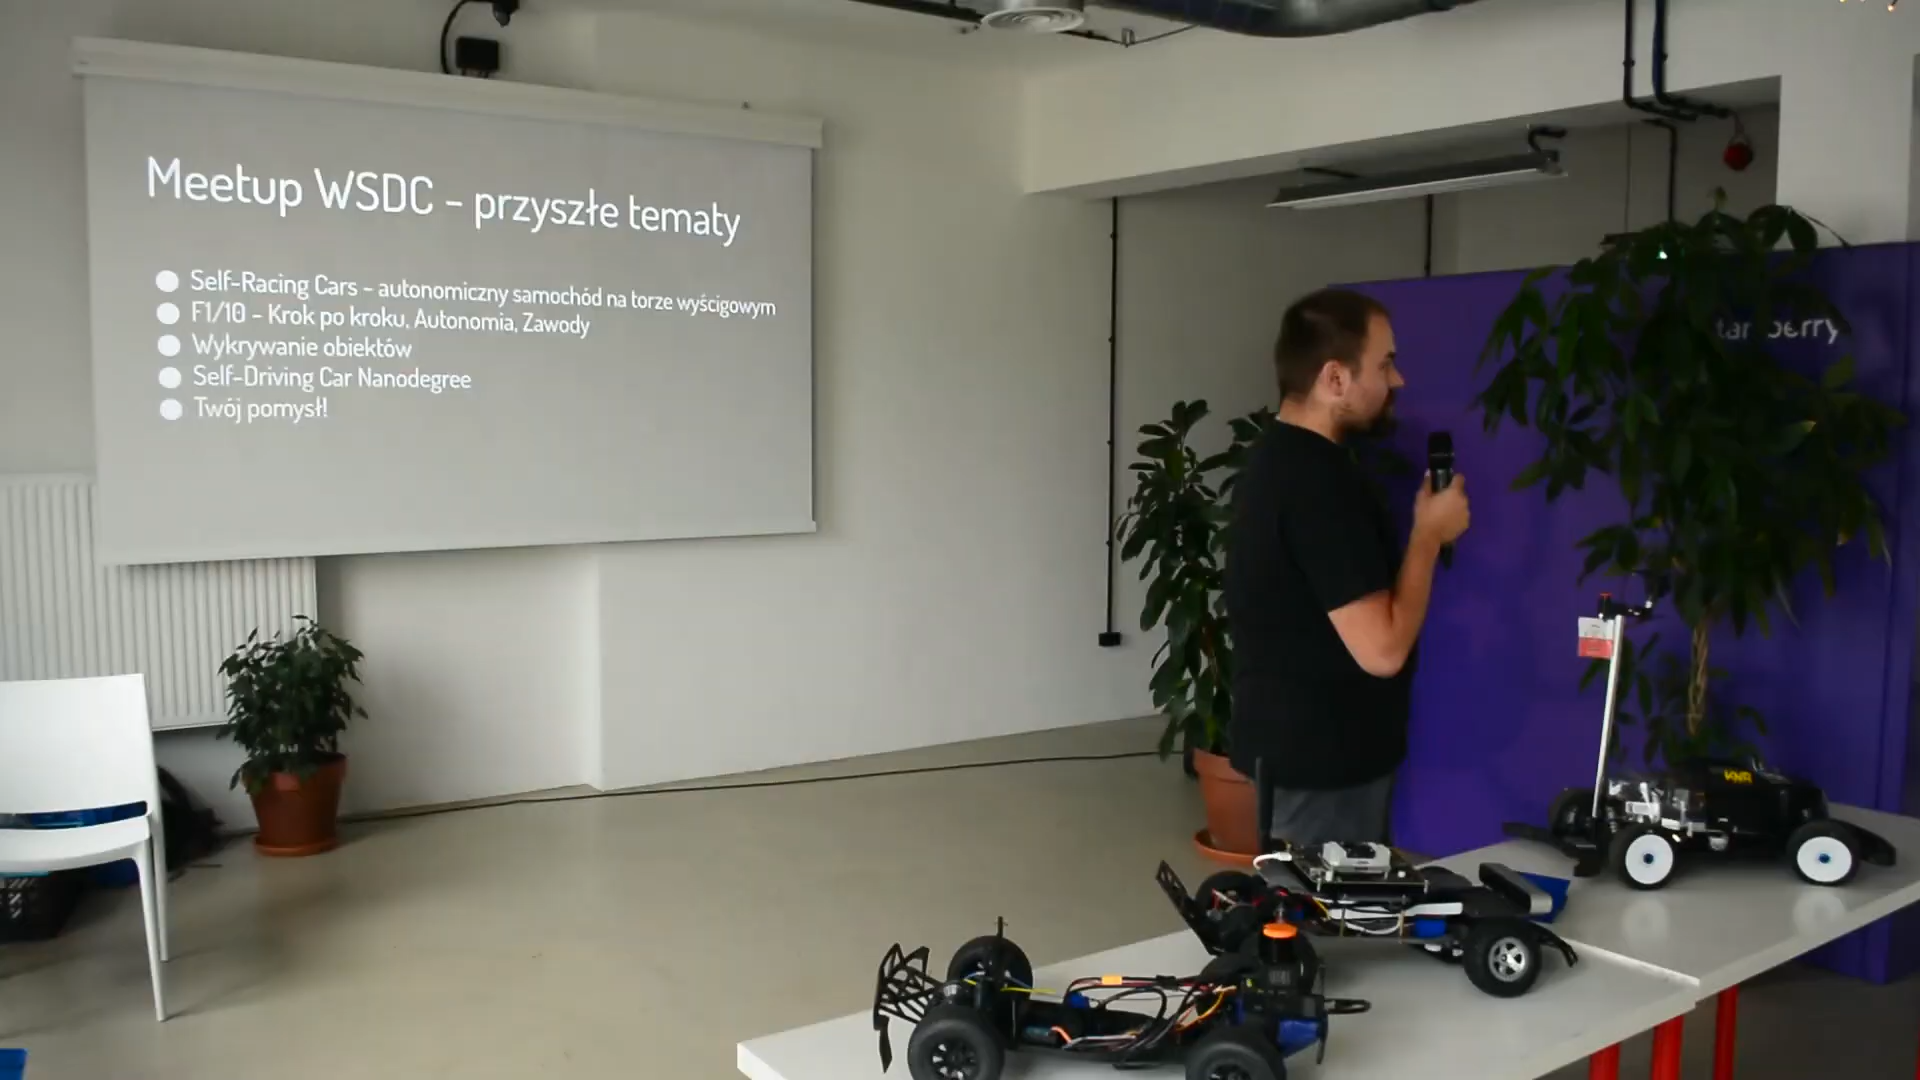 Meetup WSDC - przyszłe tematy
Self-Racing Cars - autonomiczny samochód na torze wyścigowym
F1/10 - Krok po kroku, Autonomia, Zawody
Wykrywanie obiektów
Self-Driving Car Nanodegree
Twój pomysł!
KNR